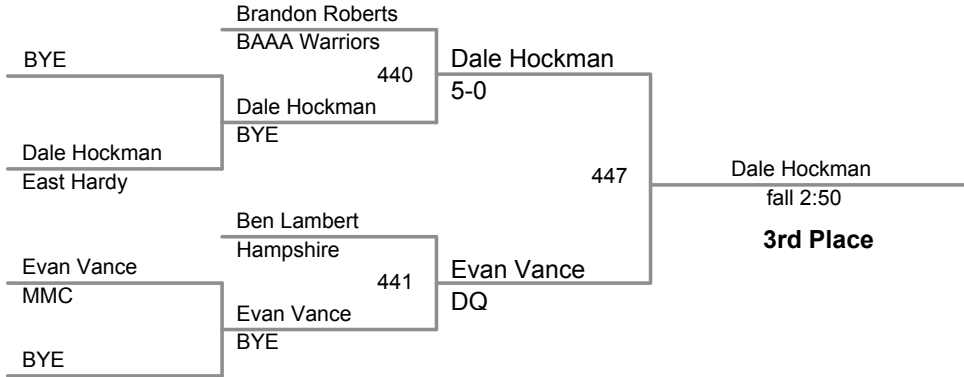 Brandon Roberts
BAAA Warriors
BYE
440
Dale Hockman
5-0
Dale Hockman
BYE
Dale Hockman
East Hardy
447
Dale Hockman
fall 2:50
3rd Place
Ben Lambert
Hampshire
Evan Vance
MMC
441
Evan Vance
DQ
Evan Vance
BYE
BYE